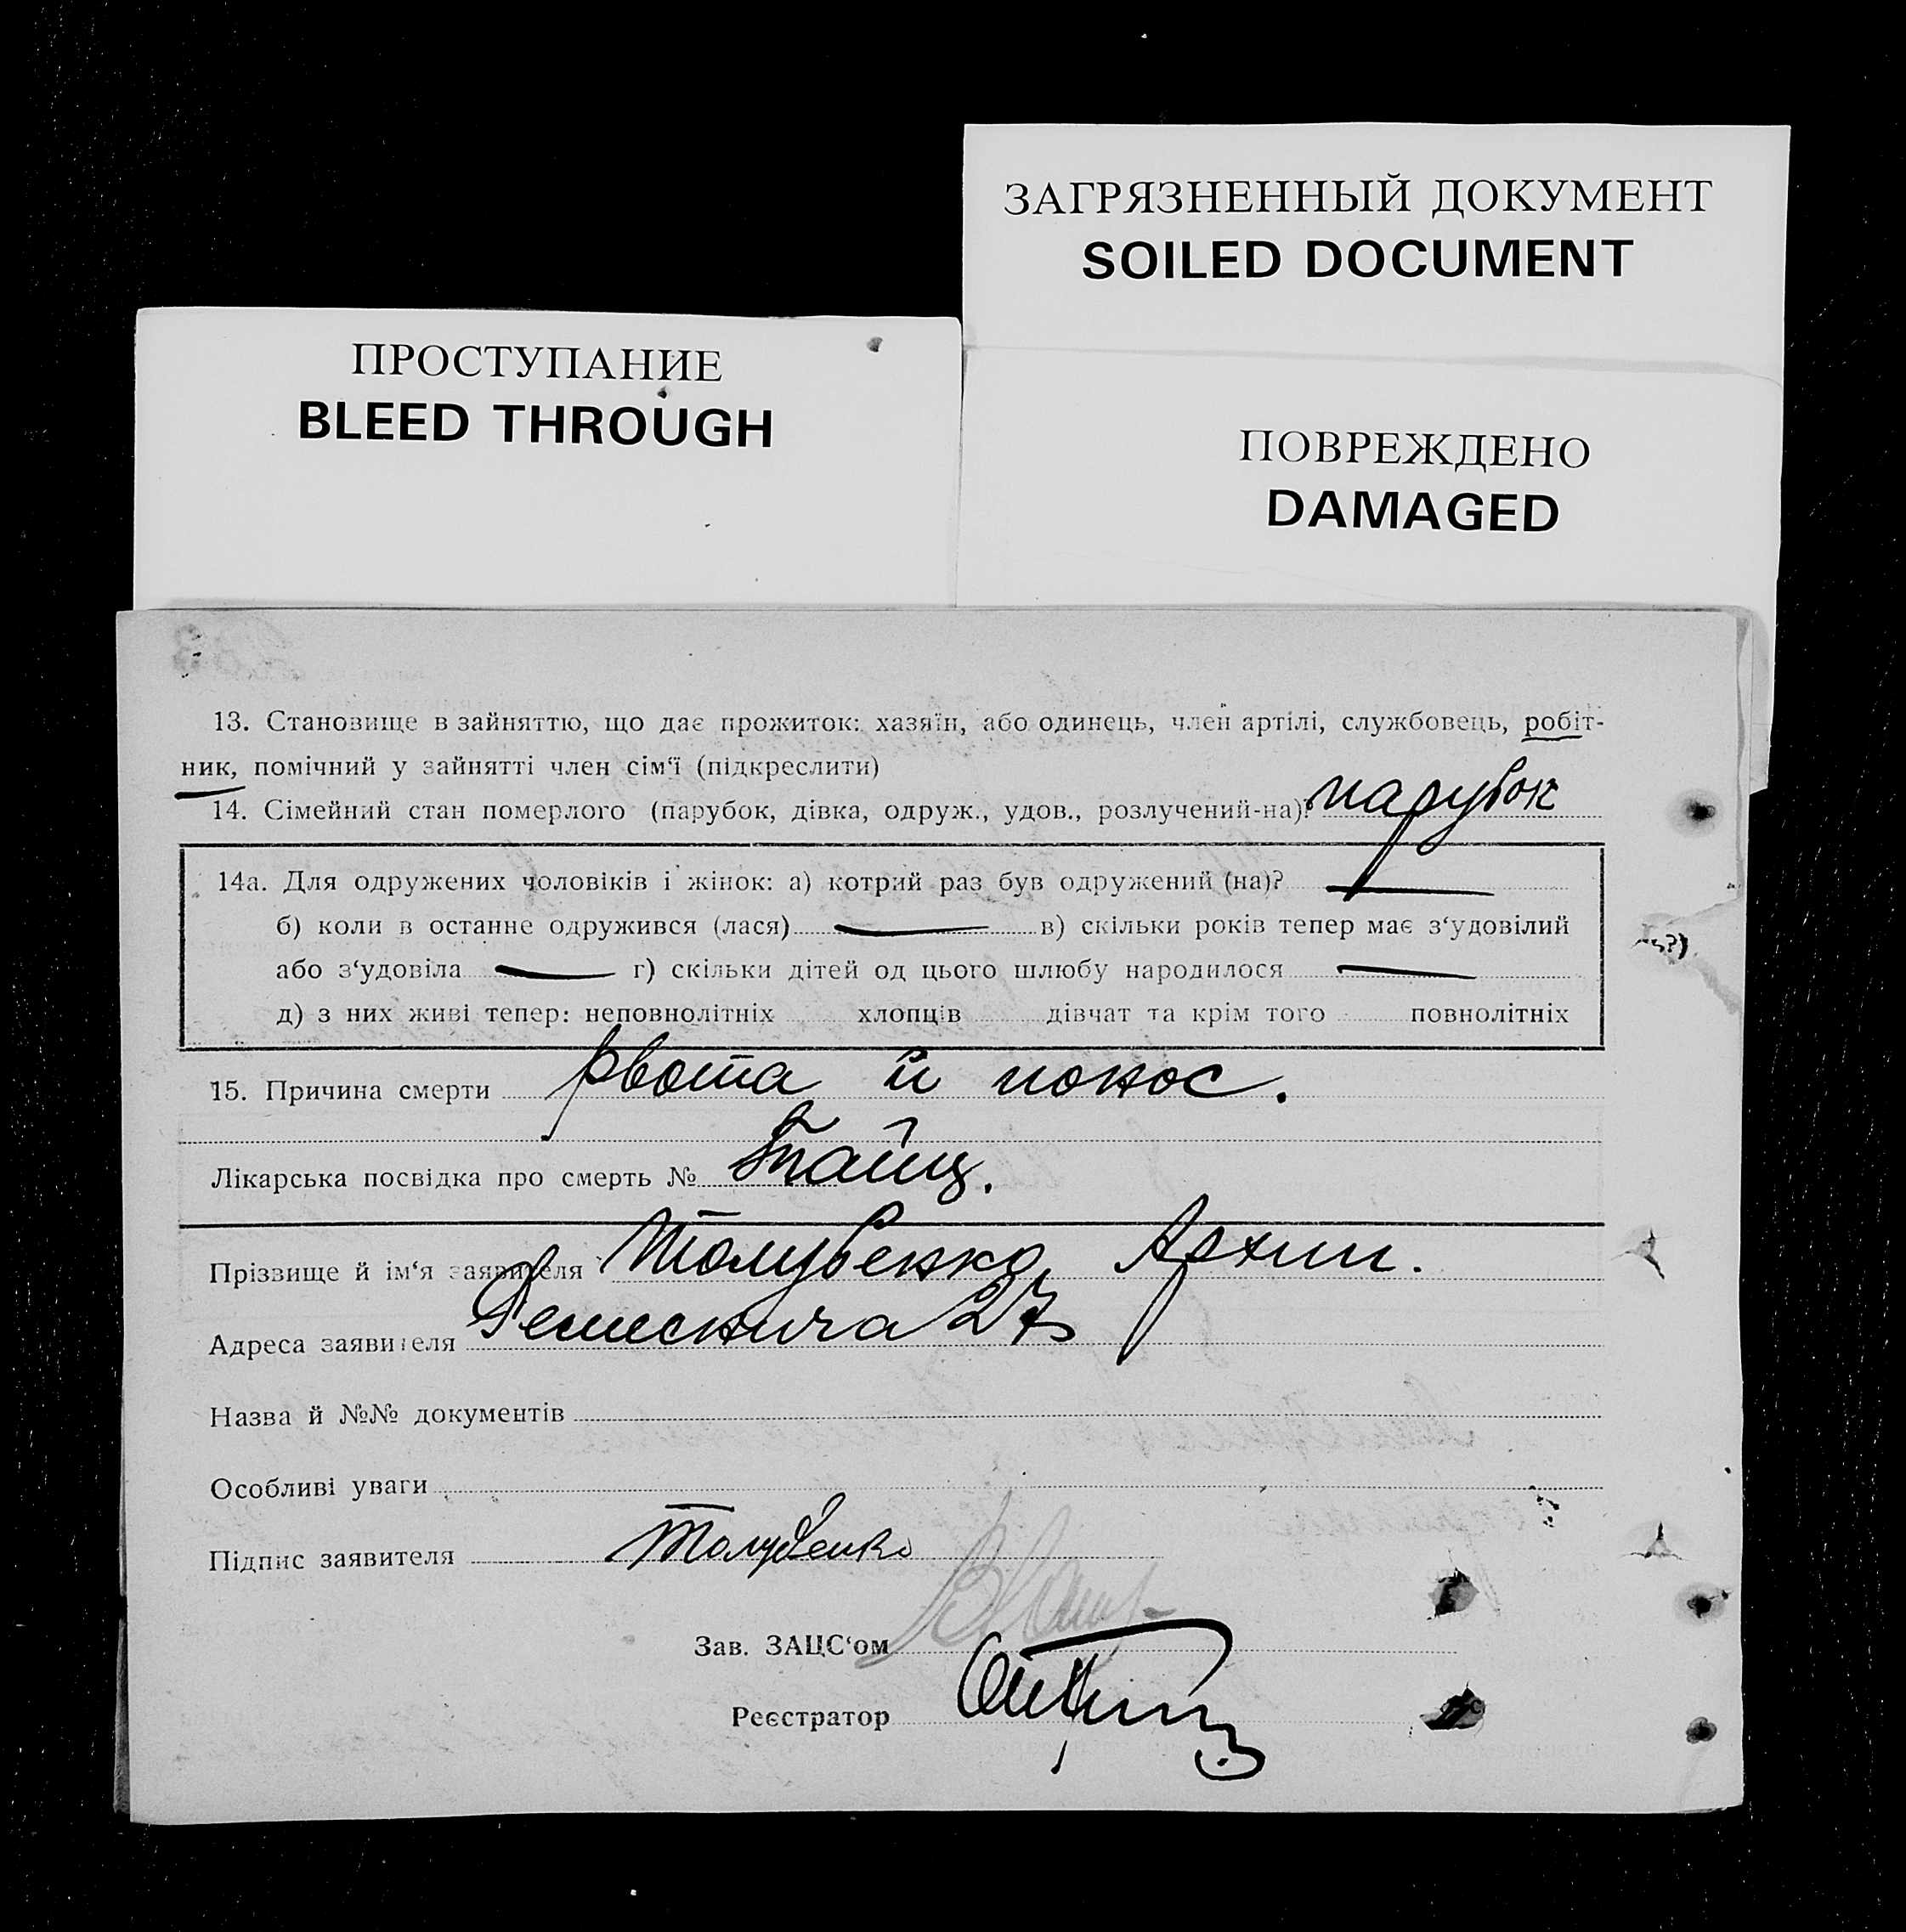 ЗАГРЯЗНЕННЫЙ ДОКУМЕНТ
SOILED DOCUMENT
ПРОСТУПАНИЕ
BLEED THROUGH
ПОВРЕЖДЕНО
DAMAGED
13. Становище в зайняттю, що дає прожиток: хазяїн, або одинець, член артілі, службовець, робіт-
ник, помічний у зайнятті член сім‘ї (підкреслити)
14. Сімейний стан померлого (парубок, дівка, одруж., удов., розлучений-на)? парубок
14а. Для одружених чоловіків і жінок: а) котрий раз був одружений (на)? —
б) коли в останне одружився (лася) — в) скільки років тепер має з‘удовілий
або з‘удовіла — г) скільки дітей од цього шлюбу народилося —
д) з них живі тепер: неповнолітніх хлопців дівчат та крім того повнолітніх
15. Причина смерти рвота и понос.
Лікарська посвідка про смерть № Тайц.
Прізвище й ім‘я заявителя Толубенко Архип.
Адреса заявителя 27
Назва й №№ документів
Особливі уваги
Підпис заявителя Толубенко
Зав. ЗАЦС‘ом
Реєстратор